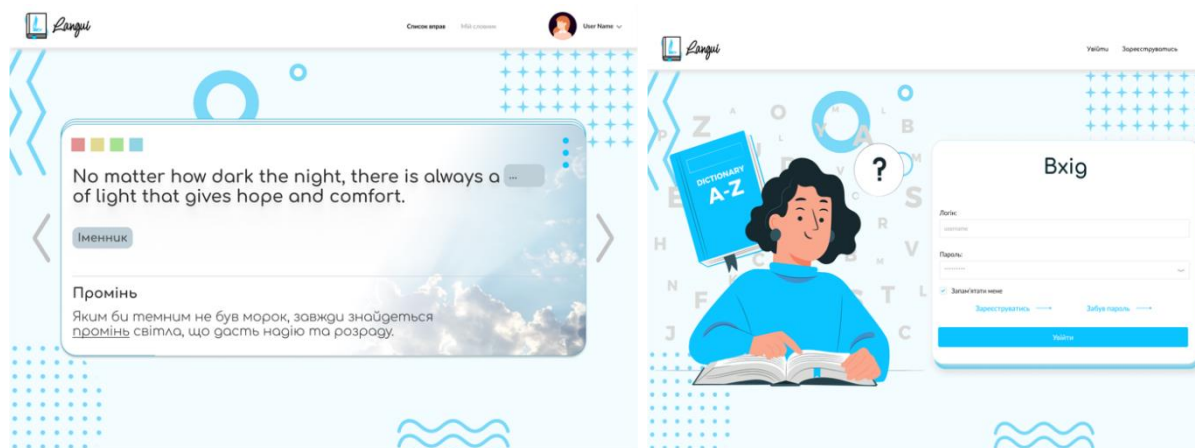 Langui
Список вправ
Мій словник
User Name
No matter how dark the night, there is always a ...
of light that gives hope and comfort.
Іменник
Промінь
Яким би темним не був морок, завжди знайдеться
промінь світла, що дасть надію та розраду.
Langui
Увійти
Зареєструватись
DICTIONARY
A-Z
?
Вхід
Логін:
username
Пароль:
Запам'ятати мене
Зареєструватись
Забув пароль
Увійти